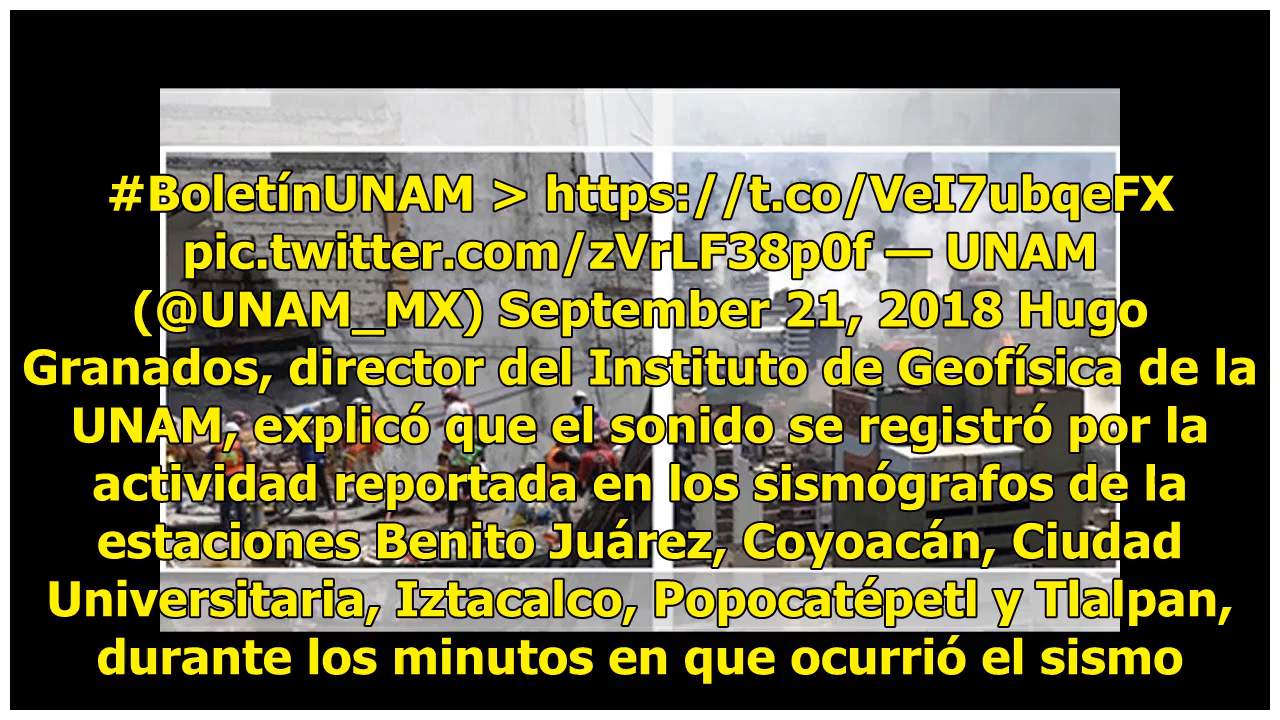 #BoletínUNAM > https://t.co/VeI7ubqeFX
pic.twitter.com/zVrLF38p0f — UNAM
(@UNAM_MX) September 21, 2018 Hugo
Granados, director del Instituto de Geofísica de la
UNAM, explicó que el sonido se registró por la
actividad reportada en los sismógrafos de la
estaciones Benito Juárez, Coyoacán, Ciudad
Universitaria, Iztacalco, Popocatépetl y Tlalpan,
durante los minutos en que ocurrió el sismo